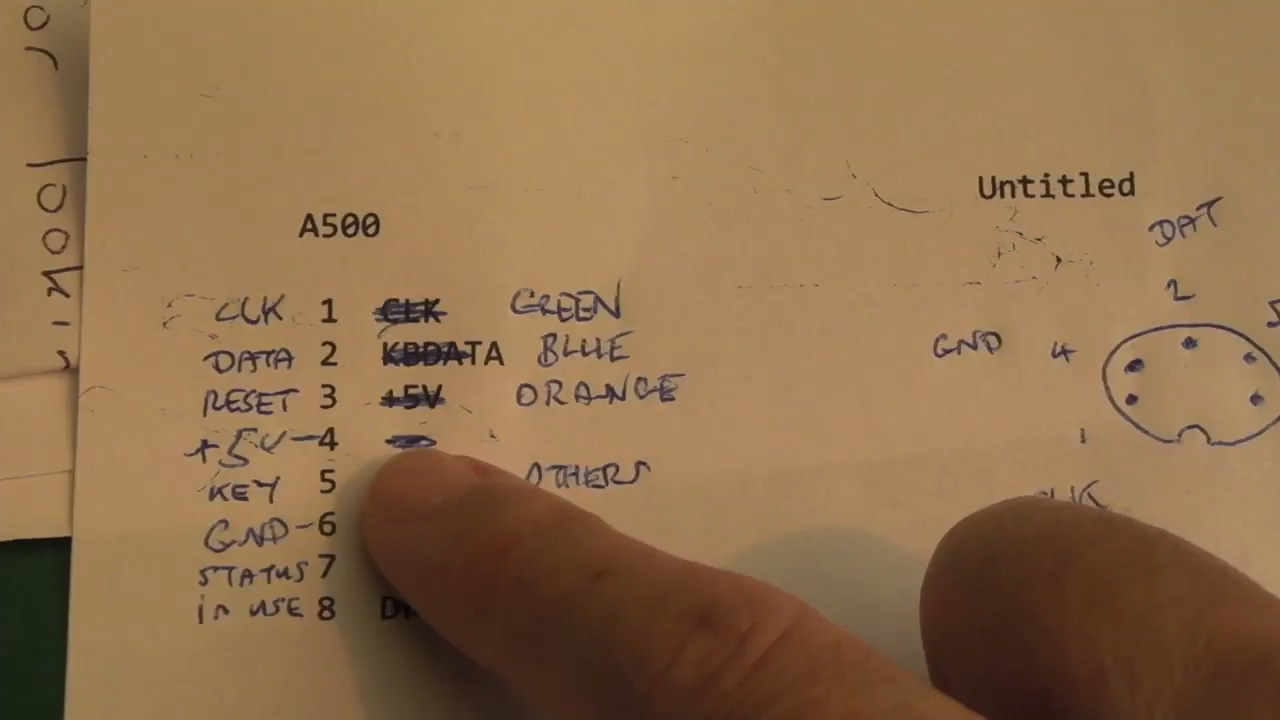 Untitled
A500
DAT
2
CLK 1 CLK GREEN
DATA 2 KBDATA BLUE
GND 4
RESET 3 +5V ORANGE
+5V-4
1
KEY 5 OTHERS
GND-6
STATUS 7
in USE 8